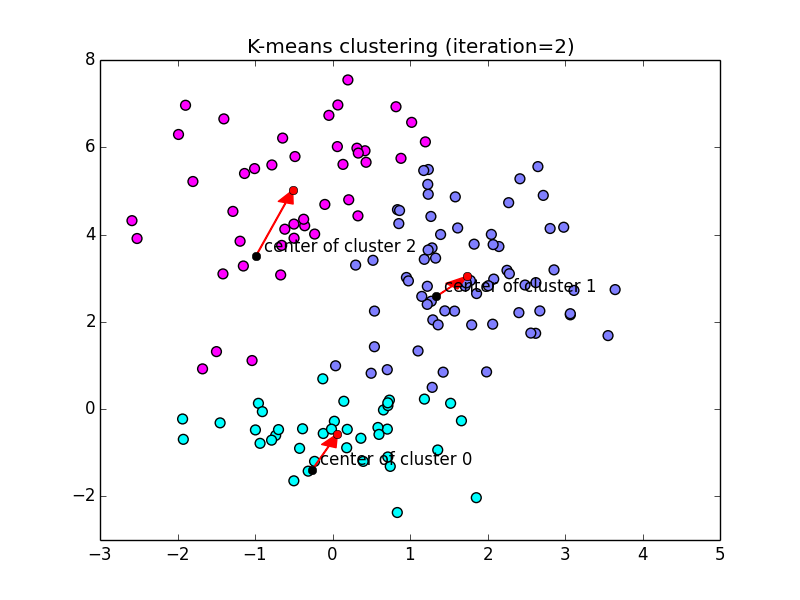 K-means clustering (iteration=2)
8
6
4
2
0
−2
center of cluster 2
center of cluster 1
center of cluster 0
−3 −2 −1 0 1 2 3 4 5